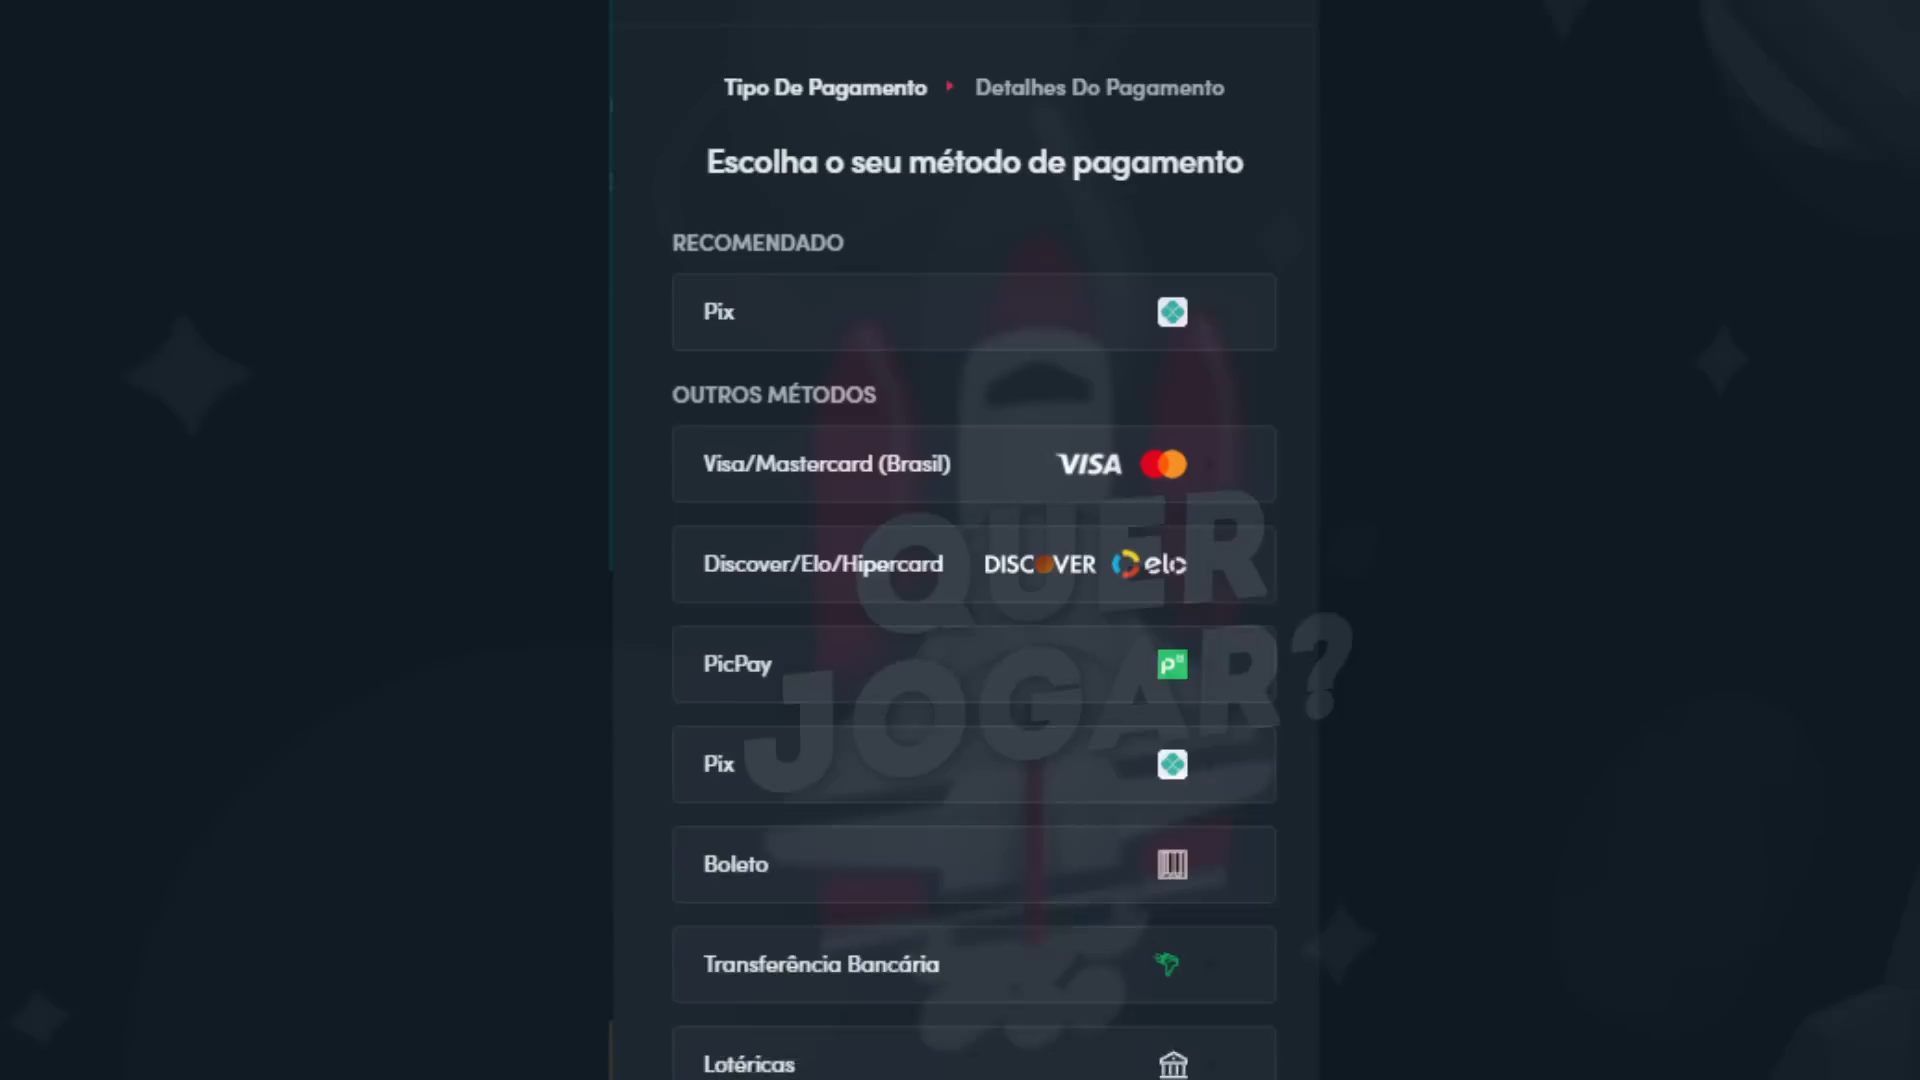 Tipo De Pagamento Detalhes Do Pagamento
Escolha o seu método de pagamento
RECOMENDADO
Pix
OUTROS MÉTODOS
Visa/Mastercard (Brasil) VISA
Discover/Elo/Hipercard DISCOVER elo
QUER
PicPay
JOGAR?
Pix
Boleto
Transferência Bancária
Lotéricas